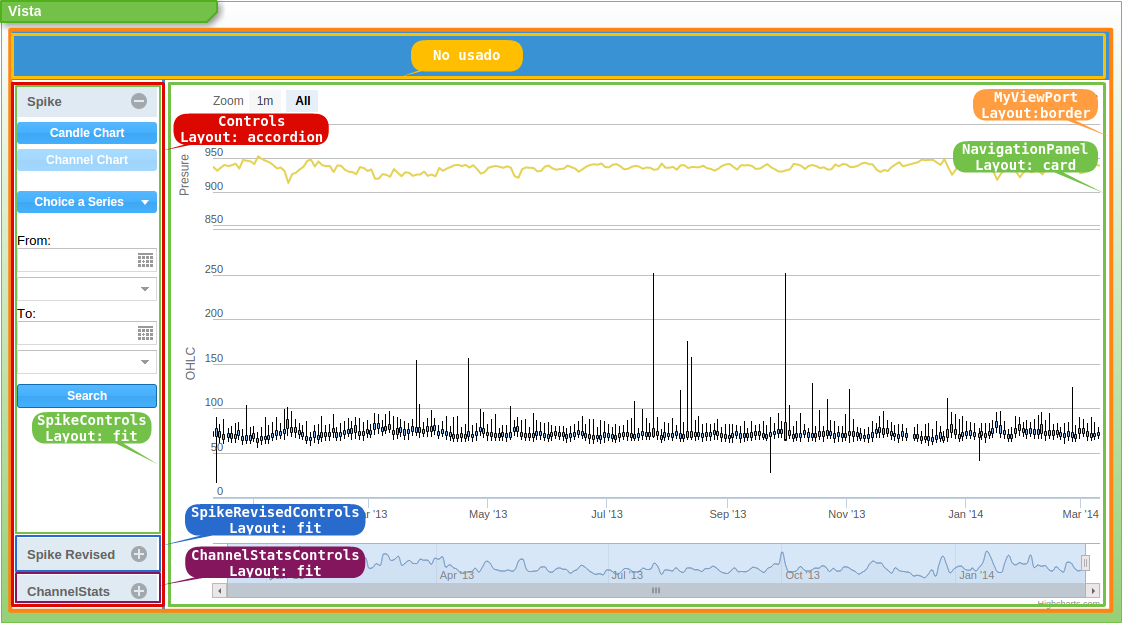 Vista
No usado
Spike
Candle Chart
Channel Chart
Choice a Series
From:
To:
Search
SpikeControls
Layout: fit
Spike Revised
ChannelStats
Zoom 1m All
Controls
Layout: accordion
MyViewPort
Layout:border
NavigationPanel
Layout: card
Presure
950
900
850
OHLC
250
200
150
100
50
0
'13
May '13
Jul '13
Sep '13
Nov '13
Jan '14
Mar '14
SpikeRevisedControls
Layout: fit
ChannelStatsControls
Layout: fit
Apr '13
Jul '13
Oct '13
Jan '14
Highcharts.com